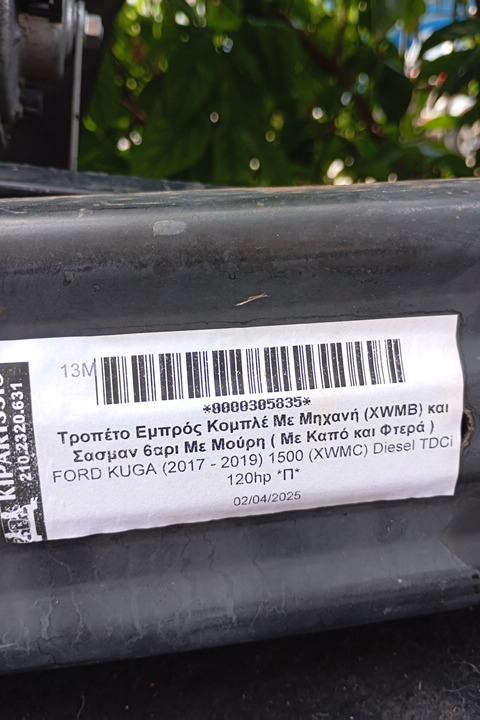 13M
*0000305835*
Τροπέτο Εμπρός Κομπλέ Με Μηχανή (XWMB) και
Σασμαν 6αρι Με Μούρη ( Με Καπό και Φτερά )
FORD KUGA (2017 - 2019) 1500 (XWMC) Diesel TDCi
120hp *Π*
02/04/2025
210.2320.631